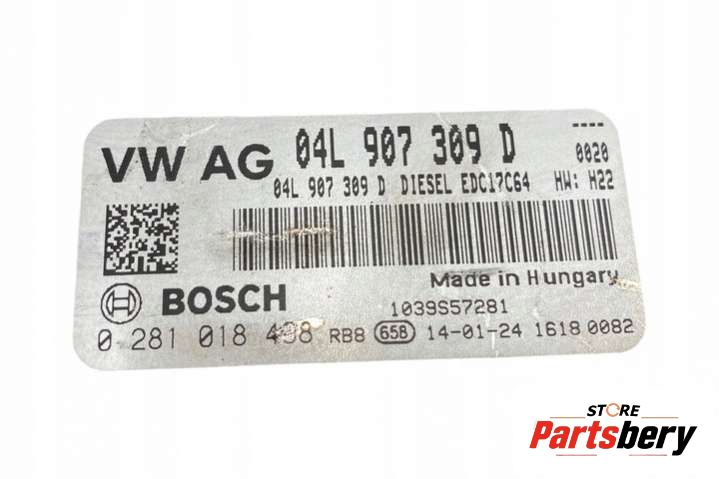 VW AG 04L 907 309 D ----
0020
04L 907 309 D DIESEL EDC17C64 HW: H22
Made in Hungary
BOSCH 1039S57281
0 281 018 498 RB8 658 14-01-24 1618 0082
STORE
Partsbery